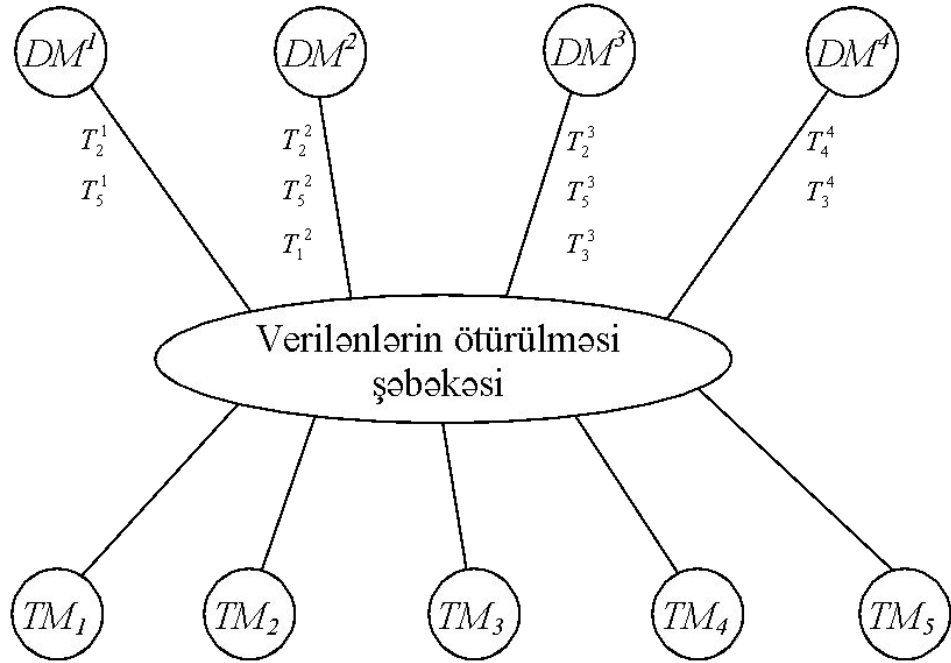 DM¹ DM² DM³ DM⁴
T₂¹ T₂² T₂³ T₄⁴
T₅¹ T₅² T₅³ T₃⁴
T₁² T₃³
Verilənlərin ötürülməsi
şəbəkəsi
TM₁ TM₂ TM₃ TM₄ TM₅